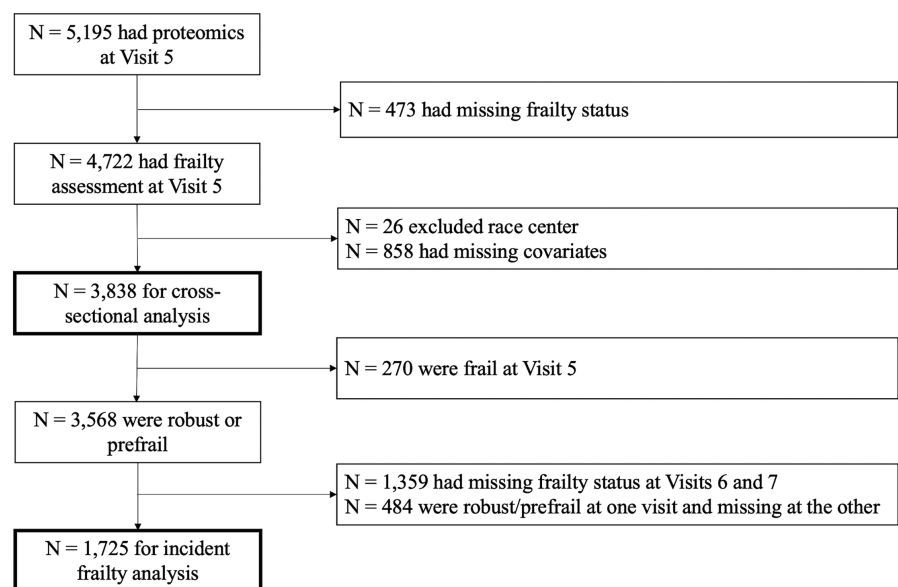 N = 5,195 had proteomics
at Visit 5
N = 473 had missing frailty status
N = 4,722 had frailty
assessment at Visit 5
N = 26 excluded race center
N = 858 had missing covariates
N = 3,838 for cross-
sectional analysis
N = 270 were frail at Visit 5
N = 3,568 were robust or
prefrail
N = 1,359 had missing frailty status at Visits 6 and 7
N = 484 were robust/prefrail at one visit and missing at the other
N = 1,725 for incident
frailty analysis